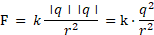 F = k |q| |q| / r² = k · q² / r²